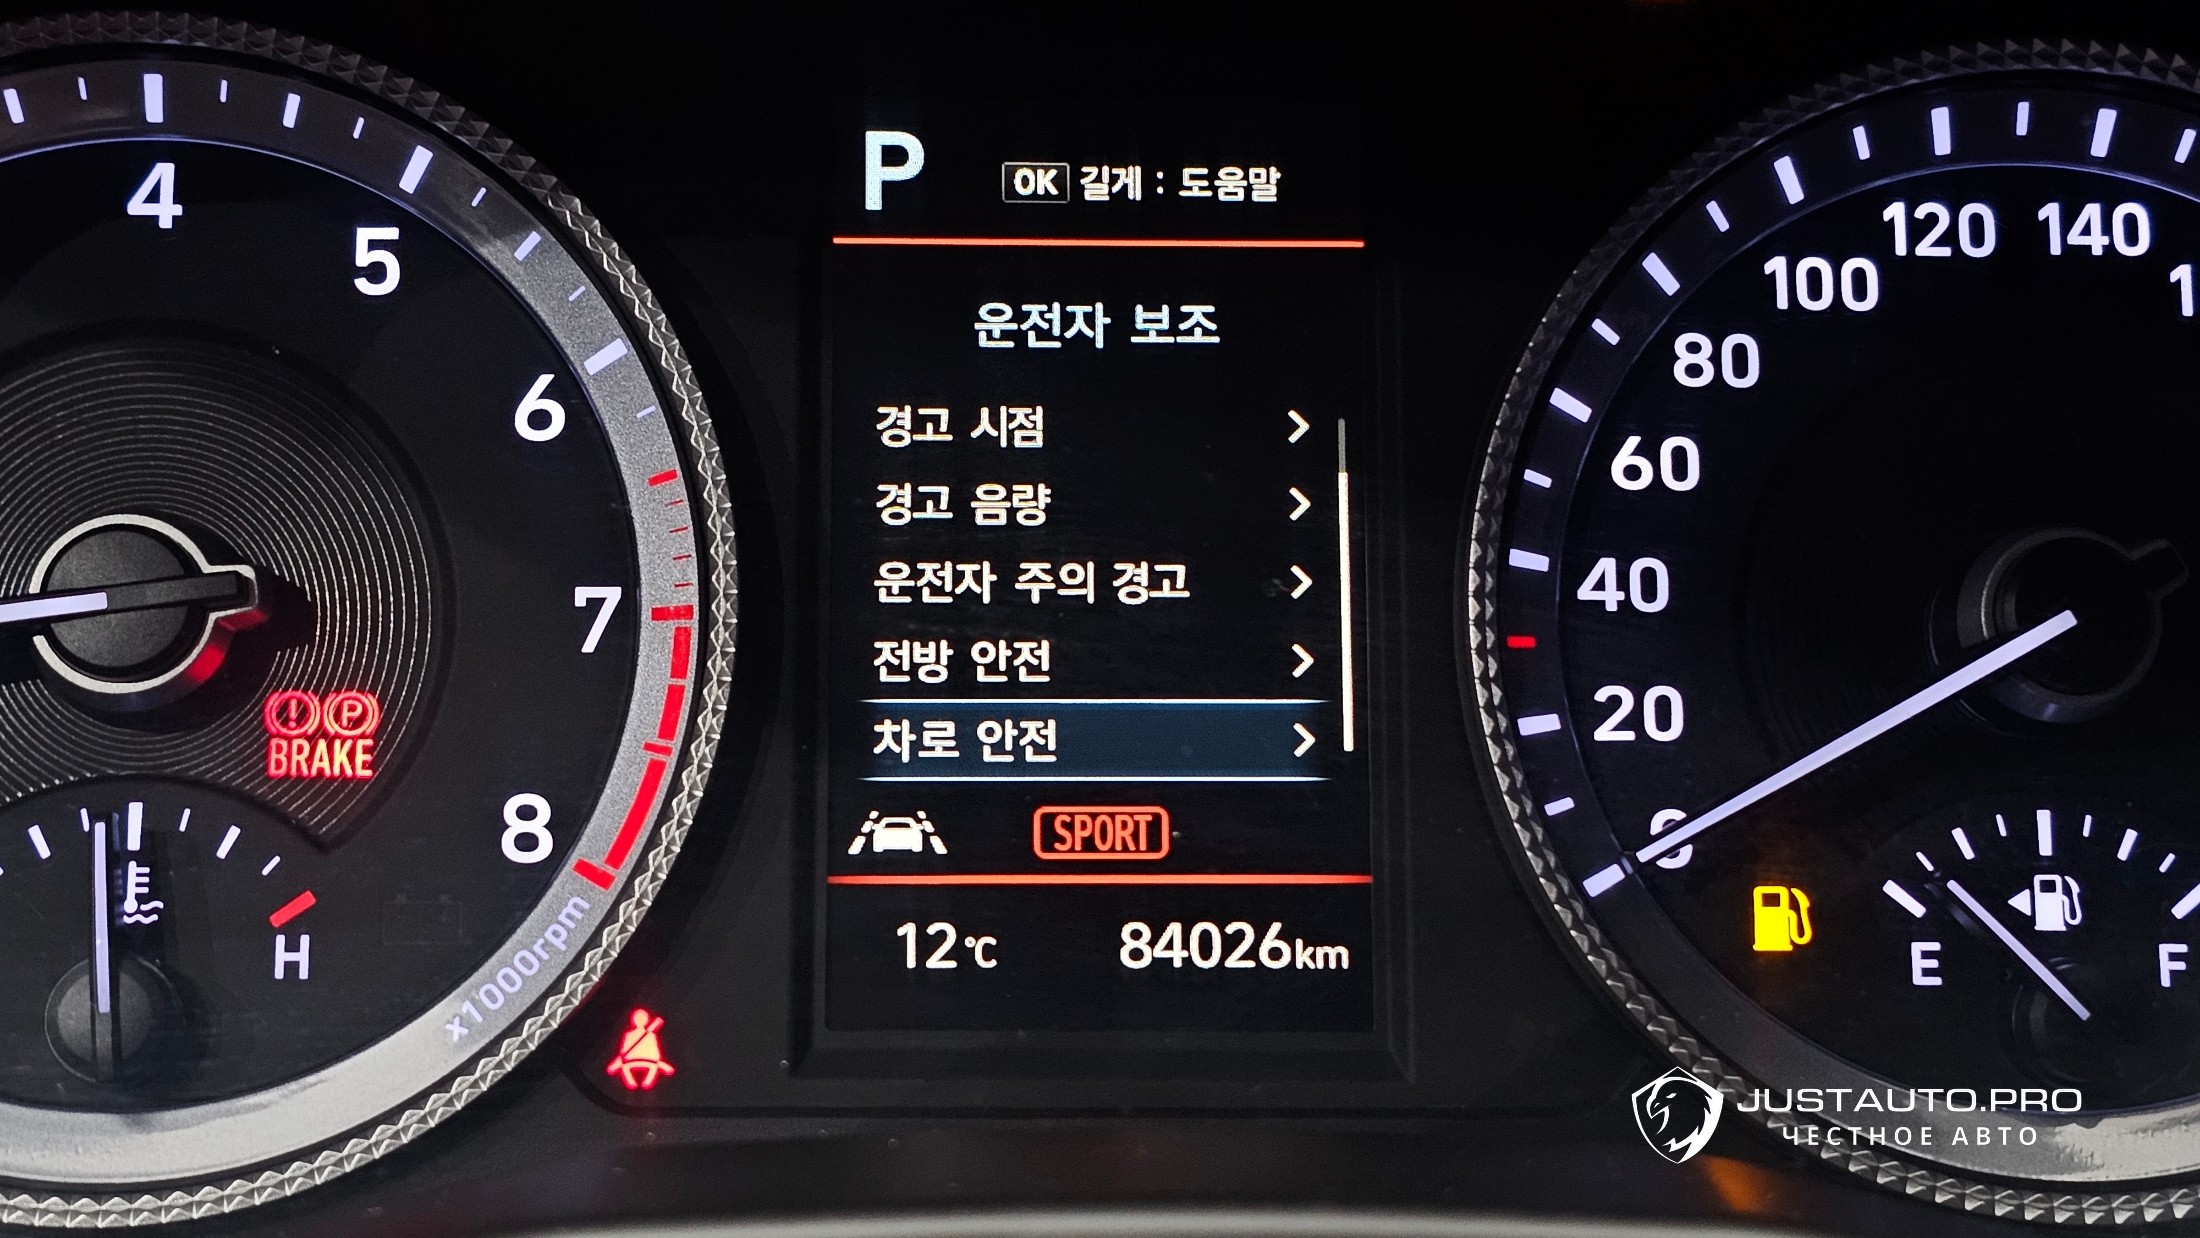 P
OK 길게 : 도움말
운전자 보조
경고 시점
경고 음량
운전자 주의 경고
전방 안전
차로 안전
SPORT
12℃ 84026km
4
5
6
7
8
x1000rpm
BRAKE
P
H
0
20
40
60
80
100
120
140
E
F
JUSTAUTO.PRO
ЧЕСТНОЕ АВТО